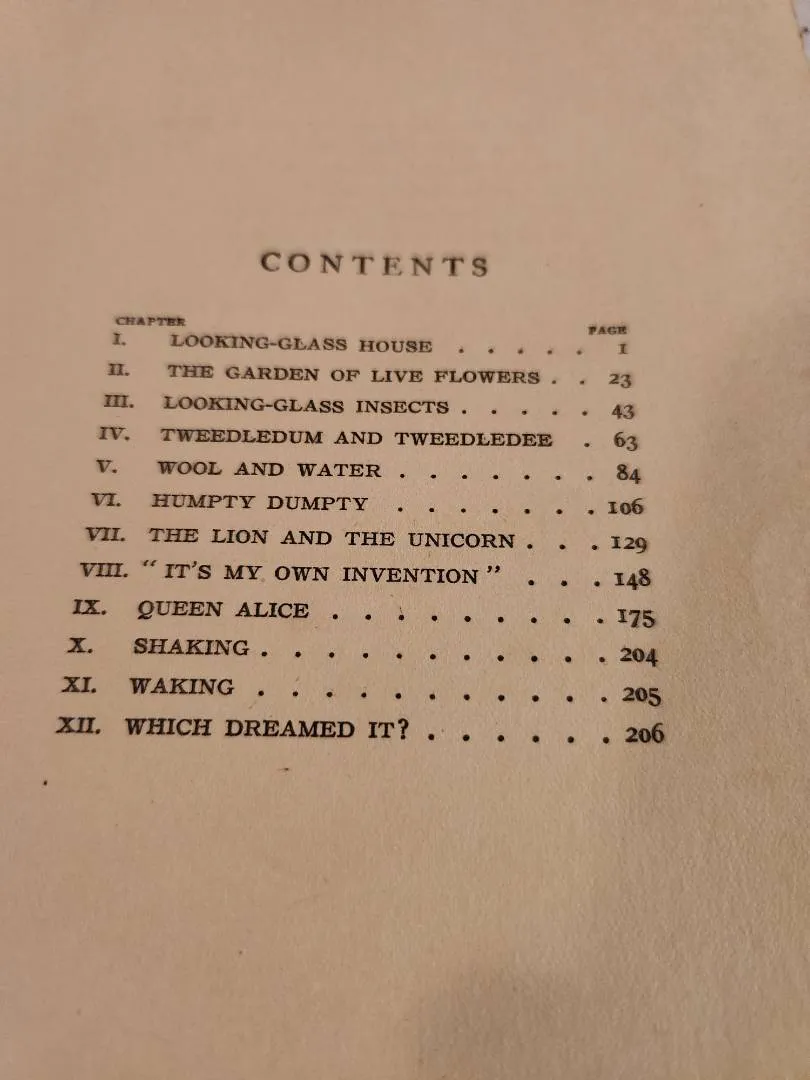 CONTENTS
CHAPTER PAGE
I. LOOKING-GLASS HOUSE . . . . . 1
II. THE GARDEN OF LIVE FLOWERS . . 23
III. LOOKING-GLASS INSECTS . . . . . 43
IV. TWEEDLEDUM AND TWEEDLEDEE . 63
V. WOOL AND WATER . . . . . . . 84
VI. HUMPTY DUMPTY . . . . . . . 106
VII. THE LION AND THE UNICORN . . . 129
VIII. “ IT’S MY OWN INVENTION ” . . . 148
IX. QUEEN ALICE . . . . . . . . . 175
X. SHAKING . . . . . . . . . . . 204
XI. WAKING . . . . . . . . . . . 205
XII. WHICH DREAMED IT? . . . . . . 206